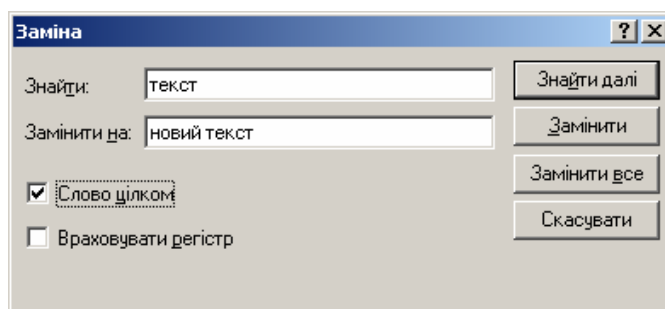 Заміна
Знайти: текст Знайти далі
Замінити на: новий текст Замінити
Замінити все
Слово цілком
Скасувати
Враховувати регістр